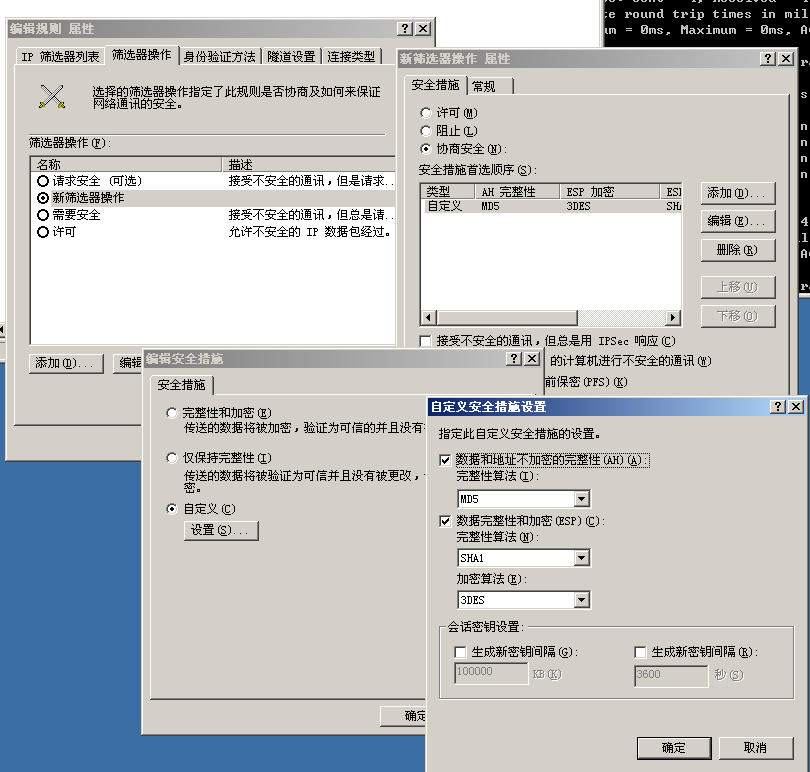 te round trip times in mil
um = 0ms, Maximum = 0ms, A
编辑规则 属性
IP 筛选器列表 筛选器操作 身份验证方法 隧道设置 连接类型
选择的筛选器操作指定了此规则是否协商及如何来保证
网络通讯的安全。
筛选器操作(F):
名称 描述
请求安全 (可选) 接受不安全的通讯，但是请求..
新筛选器操作
需要安全 接受不安全的通讯，但总是请..
许可 允许不安全的 IP 数据包经过。
添加(D)... 编辑
新筛选器操作 属性
安全措施 常规
许可(M)
阻止(L)
协商安全(N):
安全措施首选顺序(S):
类型 AH 完整性 ESP 加密 ESI
自定义 MD5 3DES SHA
添加(D)...
编辑(E)...
删除(R)
上移(U)
下移(O)
接受不安全的通讯，但总是用 IPSec 响应(C)
的计算机进行不安全的通讯(W)
前保密(PFS)(K)
编辑安全措施
安全措施
完整性和加密(E)
传送的数据将被加密，验证为可信的并且没有
仅保持完整性(I)
传送的数据将被验证为可信并且没有被更改，
密。
自定义(C)
设置(S)...
确定
自定义安全措施设置
指定此自定义安全措施的设置。
数据和地址不加密的完整性(AH)(A):
完整性算法(I):
MD5
数据完整性和加密(ESP)(C):
完整性算法(N):
SHA1
加密算法(E):
3DES
会话密钥设置:
生成新密钥间隔(G): 生成新密钥间隔(R):
100000 KB(K) 3600 秒(S)
确定 取消